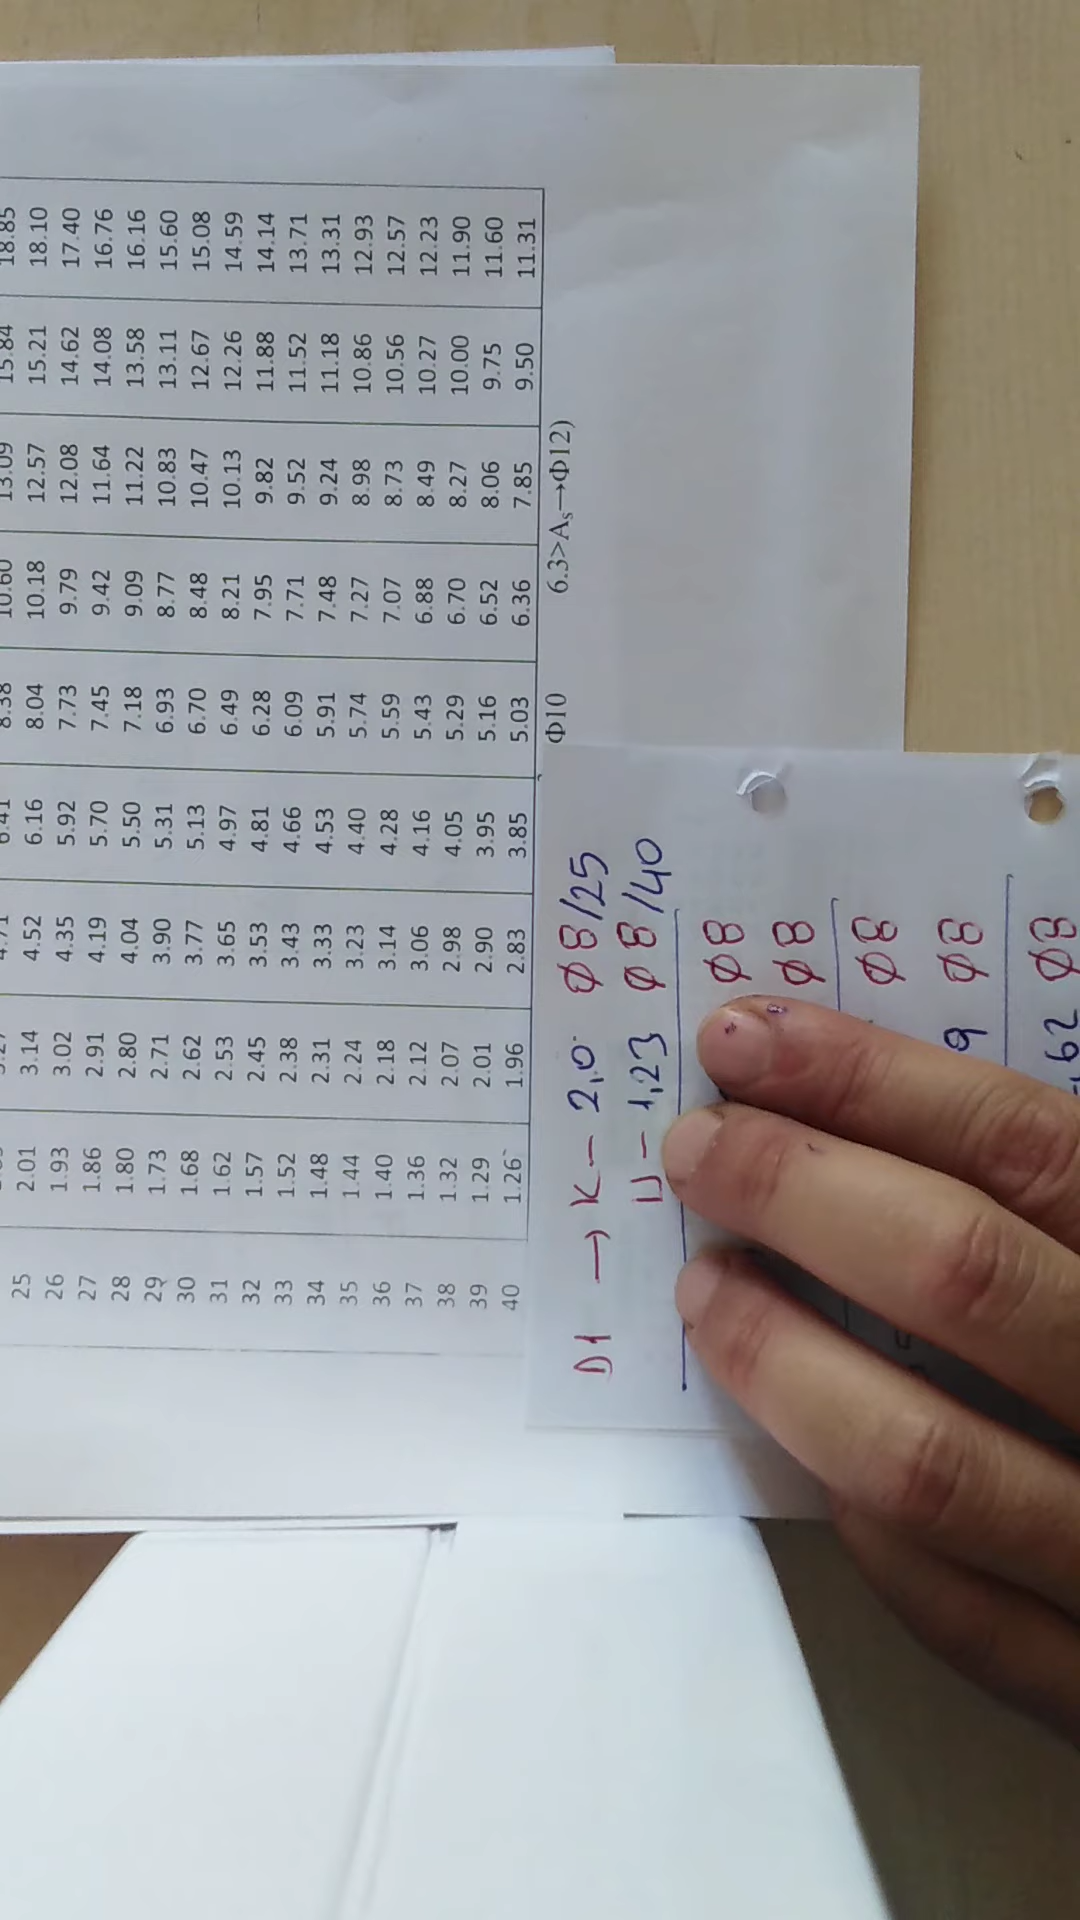 25 2.01 3.14 4.52 6.16 8.04 10.18 12.57 15.21 18.10
26 1.93 3.02 4.35 5.92 7.73 9.79 12.08 14.62 17.40
27 1.86 2.91 4.19 5.70 7.45 9.42 11.64 14.08 16.76
28 1.80 2.80 4.04 5.50 7.18 9.09 11.22 13.58 16.16
29 1.73 2.71 3.90 5.31 6.93 8.77 10.83 13.11 15.60
30 1.68 2.62 3.77 5.13 6.70 8.48 10.47 12.67 15.08
31 1.62 2.53 3.65 4.97 6.49 8.21 10.13 12.26 14.59
32 1.57 2.45 3.53 4.81 6.28 7.95 9.82 11.88 14.14
33 1.52 2.38 3.43 4.66 6.09 7.71 9.52 11.52 13.71
34 1.48 2.31 3.33 4.53 5.91 7.48 9.24 11.18 13.31
35 1.44 2.24 3.23 4.40 5.74 7.27 8.98 10.86 12.93
36 1.40 2.18 3.14 4.28 5.59 7.07 8.73 10.56 12.57
37 1.36 2.12 3.06 4.16 5.43 6.88 8.49 10.27 12.23
38 1.32 2.07 2.98 4.05 5.29 6.70 8.27 10.00 11.90
39 1.29 2.01 2.90 3.95 5.16 6.52 8.06 9.75 11.60
40 1.26 1.96 2.83 3.85 5.03 6.36 7.85 9.50 11.31
Φ10 6.3>As→Φ12)
D1 → K - 2,0 Ø8/25
U - 1,23 Ø8/40
Ø8
Ø8
Ø8
9 Ø8
,62 Ø8